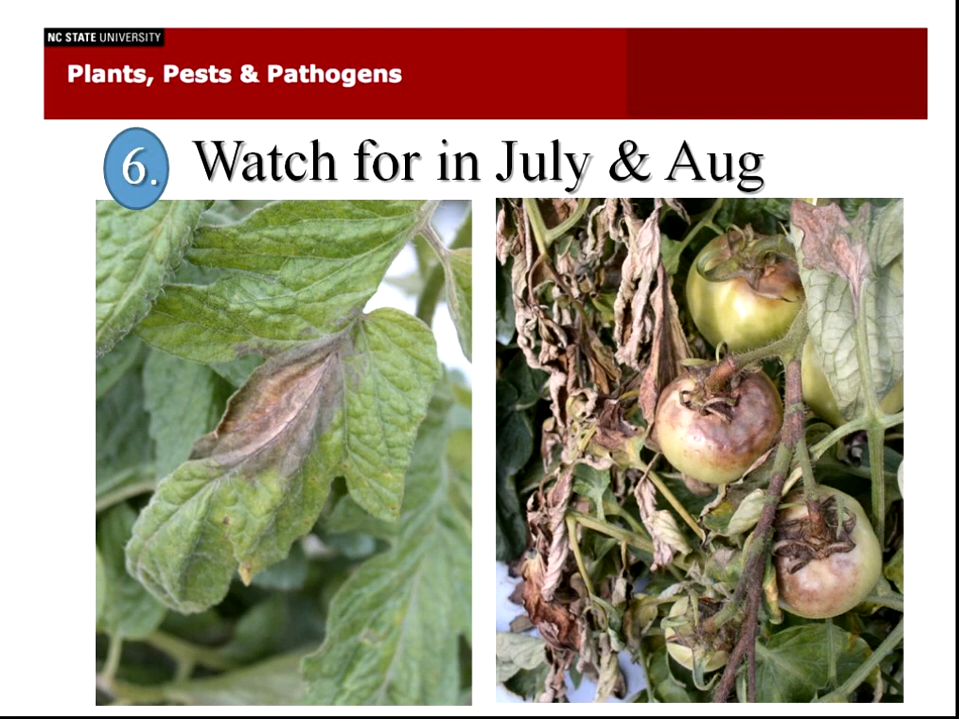 NC STATE UNIVERSITY
Plants, Pests & Pathogens
6. Watch for in July & Aug